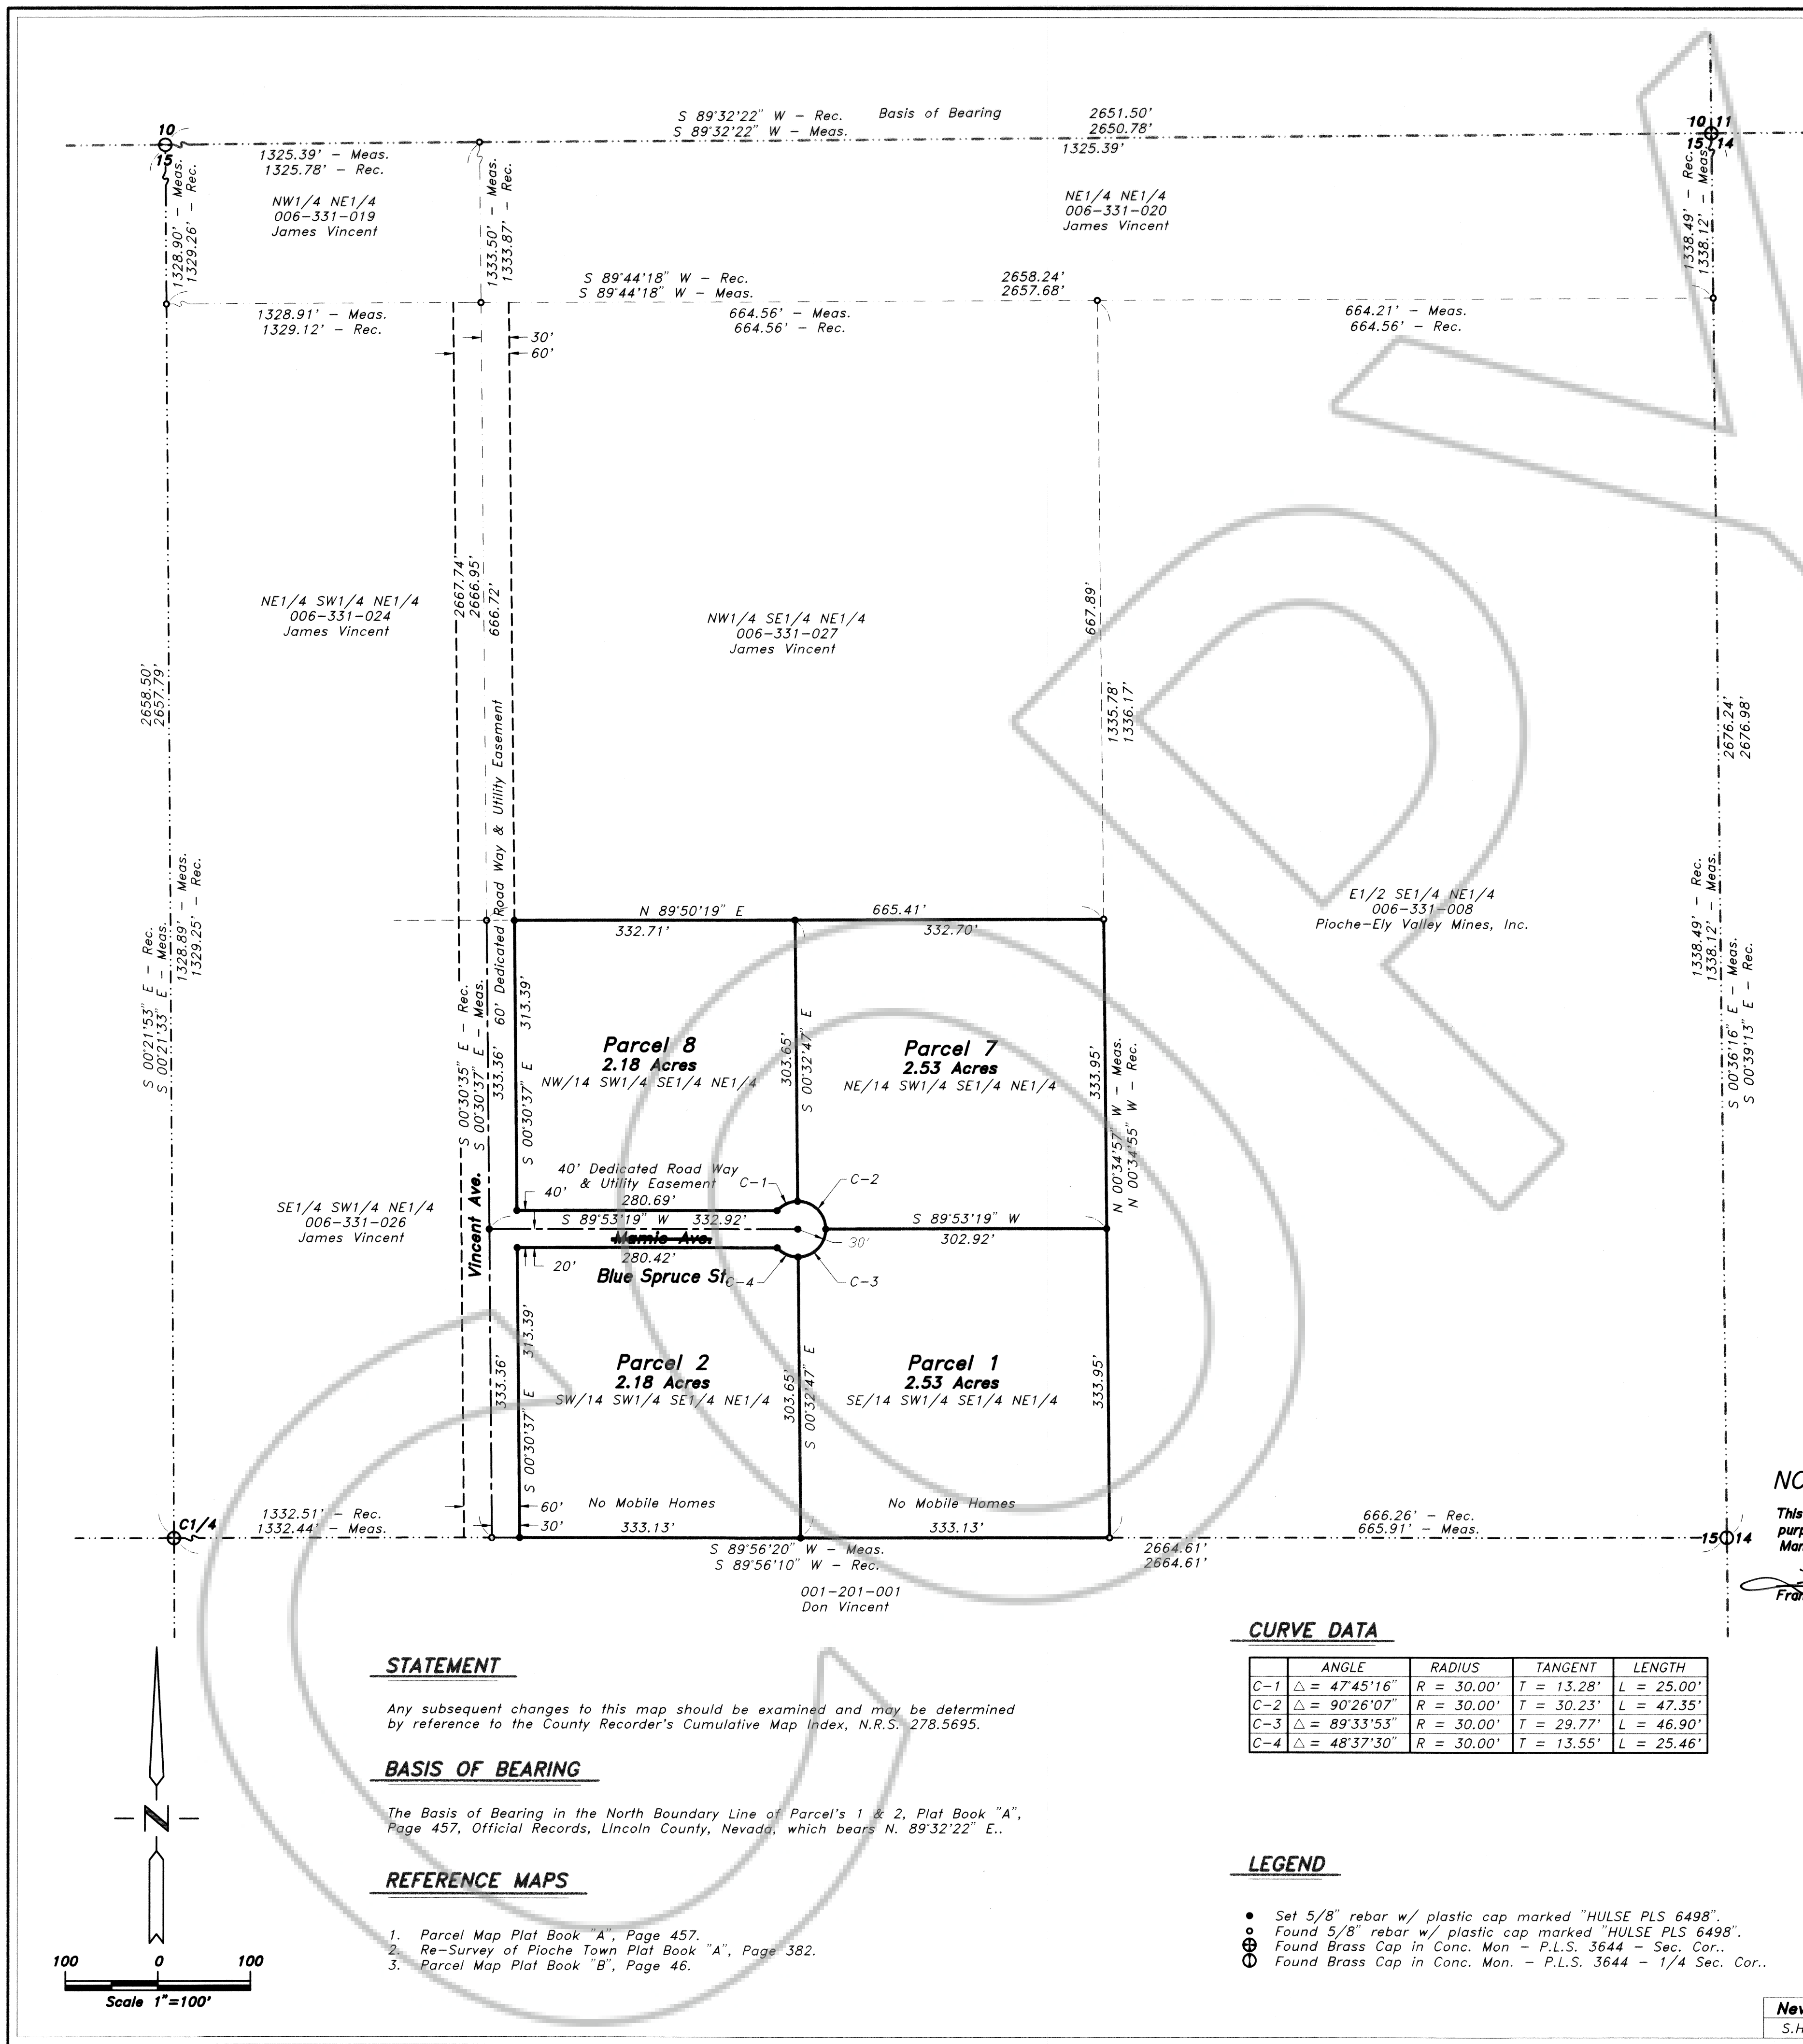 S 89°32'22" W - Rec. Basis of Bearing 2651.50'
S 89°32'22" W - Meas. 2650.78'
1325.39'
10
15
10 11
15 14
1325.39' - Meas.
1325.78' - Rec.
NW1/4 NE1/4
006-331-019
James Vincent
NE1/4 NE1/4
006-331-020
James Vincent
1328.90' - Meas.
1329.26' - Rec.
1333.50' - Meas.
1333.87' - Rec.
1338.49' - Rec.
1338.12' - Meas.
S 89°44'18" W - Rec. 2658.24'
S 89°44'18" W - Meas. 2657.68'
1328.91' - Meas.
1329.12' - Rec.
664.56' - Meas.
664.56' - Rec.
664.21' - Meas.
664.56' - Rec.
30'
60'
2667.74'
2666.95'
666.72'
NE1/4 SW1/4 NE1/4
006-331-024
James Vincent
NW1/4 SE1/4 NE1/4
006-331-027
James Vincent
667.89'
2658.50'
2657.79'
1335.78'
1336.17'
2676.24'
2676.98'
60' Dedicated Road Way & Utility Easement
S 00°21'53" E - Rec.
S 00°21'33" E - Meas.
1328.89' - Meas.
1329.25' - Rec.
E1/2 SE1/4 NE1/4
006-331-008
Pioche-Ely Valley Mines, Inc.
1338.49' - Rec.
1338.12' - Meas.
S 00°36'16" E - Meas.
S 00°39'13" E - Rec.
N 89°50'19" E 665.41'
332.71' 332.70'
S 00°30'35" E - Rec.
S 00°30'37" E - Meas.
333.36'
S 00°30'37" E 313.39'
Parcel 8
2.18 Acres
NW/14 SW1/4 SE1/4 NE1/4
303.65'
S 00°32'47" E
Parcel 7
2.53 Acres
NE/14 SW1/4 SE1/4 NE1/4
333.95'
N 00°34'57" W - Meas.
N 00°34'55" W - Rec.
40' Dedicated Road Way
& Utility Easement
C-1
C-2
40'
280.69'
S 89°53'19" W 332.92'
S 89°53'19" W
302.92'
Mamie Ave.
30'
280.42'
20'
Blue Spruce St.
C-4
C-3
SE1/4 SW1/4 NE1/4
006-331-026
James Vincent
Vincent Ave.
333.36'
S 00°30'37" E 313.39'
Parcel 2
2.18 Acres
SW/14 SW1/4 SE1/4 NE1/4
303.65'
S 00°32'47" E
Parcel 1
2.53 Acres
SE/14 SW1/4 SE1/4 NE1/4
333.95'
No Mobile Homes
No Mobile Homes
60'
30'
C1/4
1332.51' - Rec.
1332.44' - Meas.
333.13'
333.13'
666.26' - Rec.
665.91' - Meas.
15 14
S 89°56'20" W - Meas. 2664.61'
S 89°56'10" W - Rec. 2664.61'
001-201-001
Don Vincent
NO
This
purp
Mar
Fran
STATEMENT
Any subsequent changes to this map should be examined and may be determined
by reference to the County Recorder's Cumulative Map Index, N.R.S. 278.5695.
BASIS OF BEARING
The Basis of Bearing in the North Boundary Line of Parcel's 1 & 2, Plat Book "A",
Page 457, Official Records, LIncoln County, Nevada, which bears N. 89°32'22" E..
REFERENCE MAPS
1. Parcel Map Plat Book "A", Page 457.
2. Re-Survey of Pioche Town Plat Book "A", Page 382.
3. Parcel Map Plat Book "B", Page 46.
CURVE DATA
ANGLE RADIUS TANGENT LENGTH
C-1 △ = 47°45'16" R = 30.00' T = 13.28' L = 25.00'
C-2 △ = 90°26'07" R = 30.00' T = 30.23' L = 47.35'
C-3 △ = 89°33'53" R = 30.00' T = 29.77' L = 46.90'
C-4 △ = 48°37'30" R = 30.00' T = 13.55' L = 25.46'
LEGEND
Set 5/8" rebar w/ plastic cap marked "HULSE PLS 6498".
Found 5/8" rebar w/ plastic cap marked "HULSE PLS 6498".
Found Brass Cap in Conc. Mon - P.L.S. 3644 - Sec. Cor..
Found Brass Cap in Conc. Mon. - P.L.S. 3644 - 1/4 Sec. Cor..
N
100 0 100
Scale 1"=100'
Nev
S.H
COPY